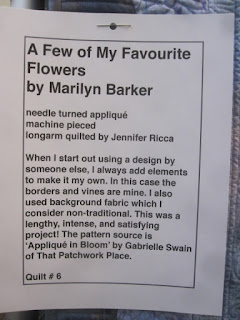 A Few of My Favourite
Flowers
by Marilyn Barker
needle turned appliqué
machine pieced
longarm quilted by Jennifer Ricca
When I start out using a design by
someone else, I always add elements
to make it my own. In this case the
borders and vines are mine. I also
used background fabric which I
consider non-traditional. This was a
lengthy, intense, and satisfying
project! The pattern source is
'Appliqué in Bloom' by Gabrielle Swain
of That Patchwork Place.
Quilt # 6